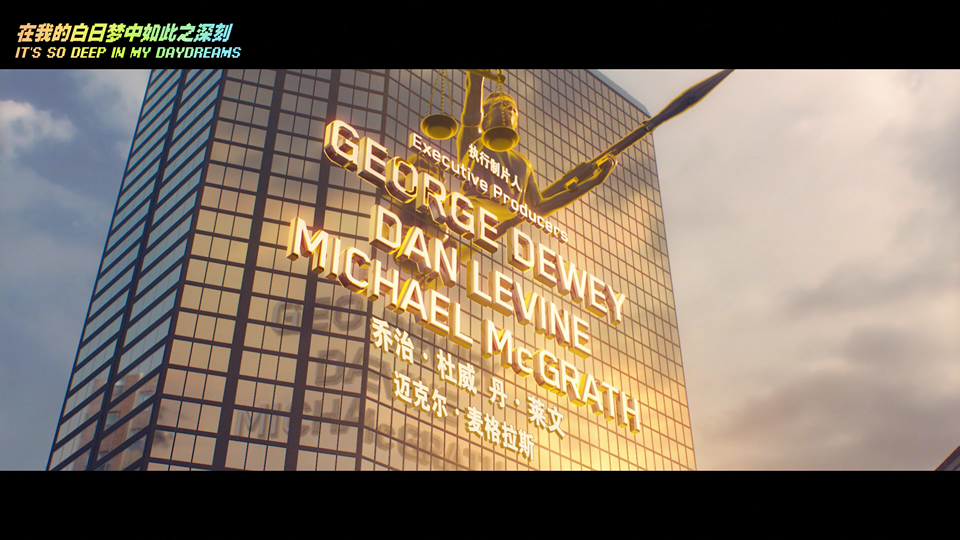 在我的白日梦中如此之深刻
IT'S SO DEEP IN MY DAYDREAMS
执行制片人
Executive Producers
GEORGE DEWEY
DAN LEVINE
MICHAEL McGRATH
乔治·杜威 丹·莱文
迈克尔·麦格拉斯